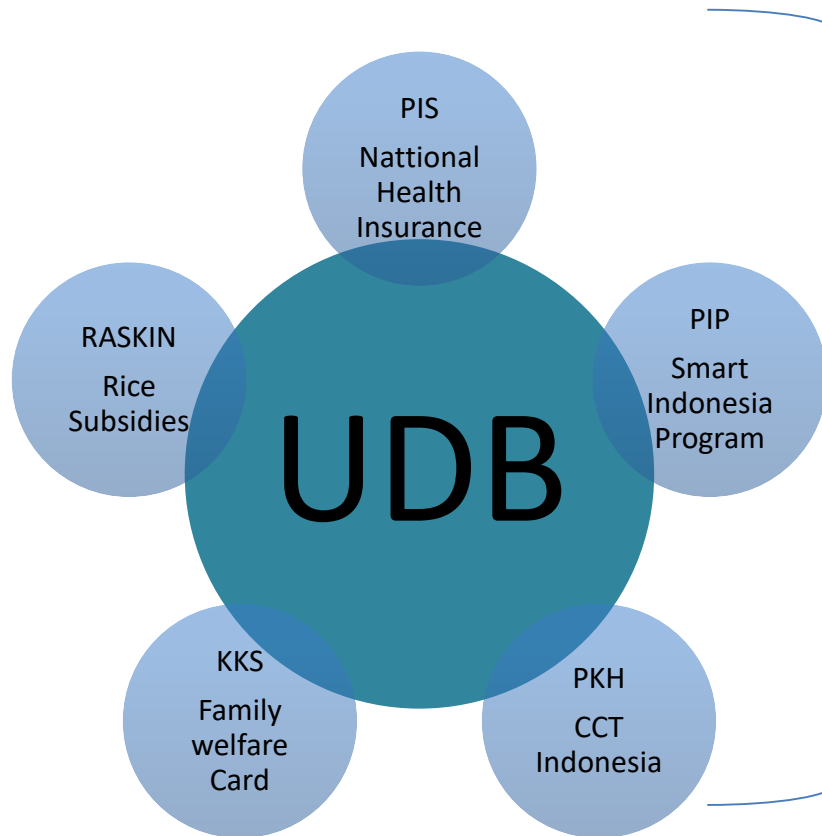 PIS
Nattional
Health
Insurance
RASKIN
Rice
Subsidies
PIP
Smart
Indonesia
Program
UDB
KKS
Family
welfare
Card
PKH
CCT
Indonesia